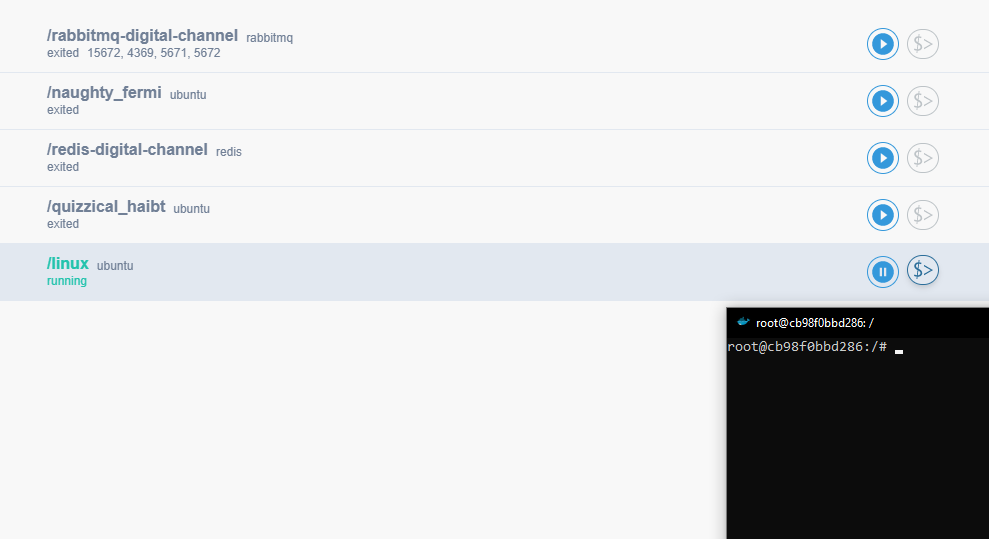 /rabbitmq-digital-channel rabbitmq
exited 15672, 4369, 5671, 5672
$>
/naughty_fermi ubuntu
exited
$>
/redis-digital-channel redis
exited
$>
/quizzical_haibt ubuntu
exited
$>
/linux ubuntu
running
$>
root@cb98f0bbd286: /
root@cb98f0bbd286:/#